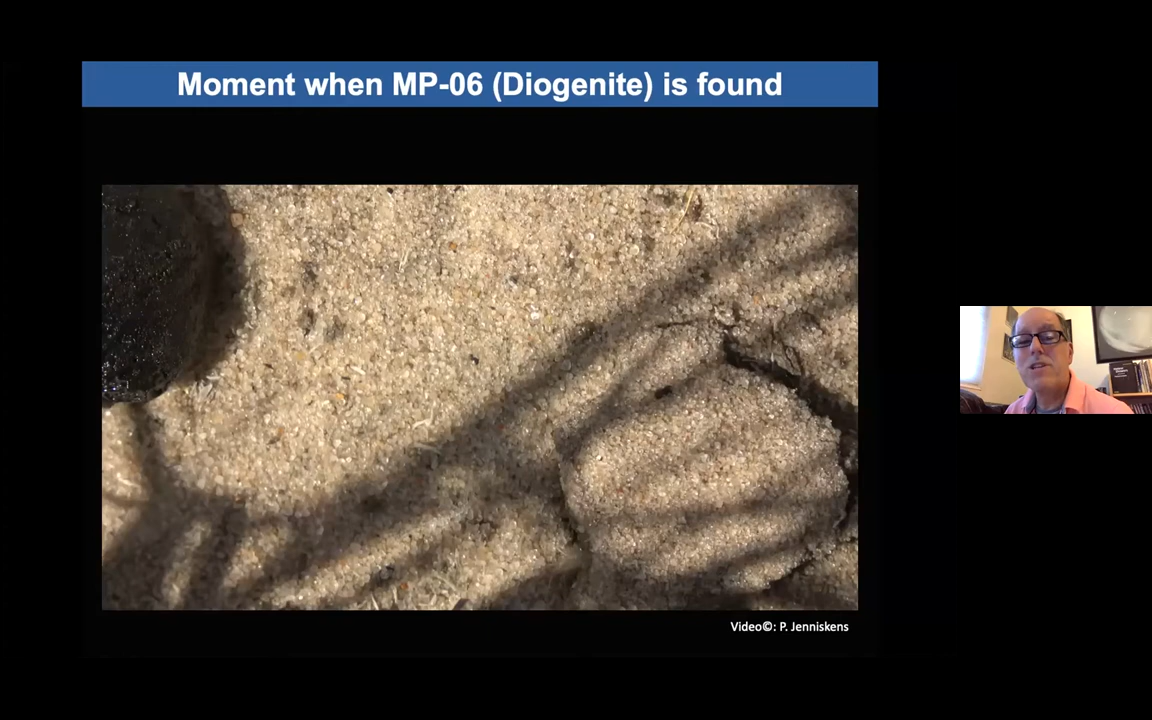 Moment when MP-06 (Diogenite) is found
Video©: P. Jenniskens